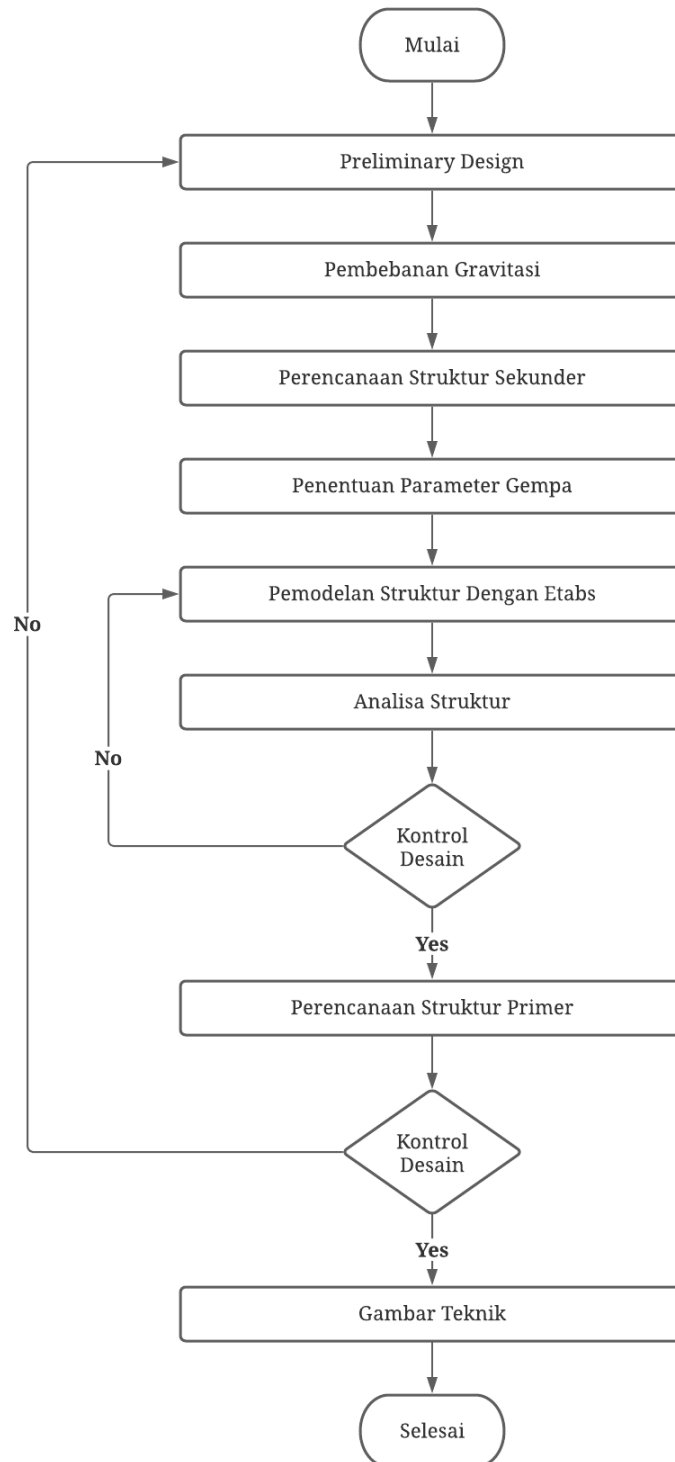 Mulai
Preliminary Design
Pembebanan Gravitasi
Perencanaan Struktur Sekunder
Penentuan Parameter Gempa
Pemodelan Struktur Dengan Etabs
No
Analisa Struktur
No
Kontrol
Desain
Yes
Perencanaan Struktur Primer
Kontrol
Desain
Yes
Gambar Teknik
Selesai